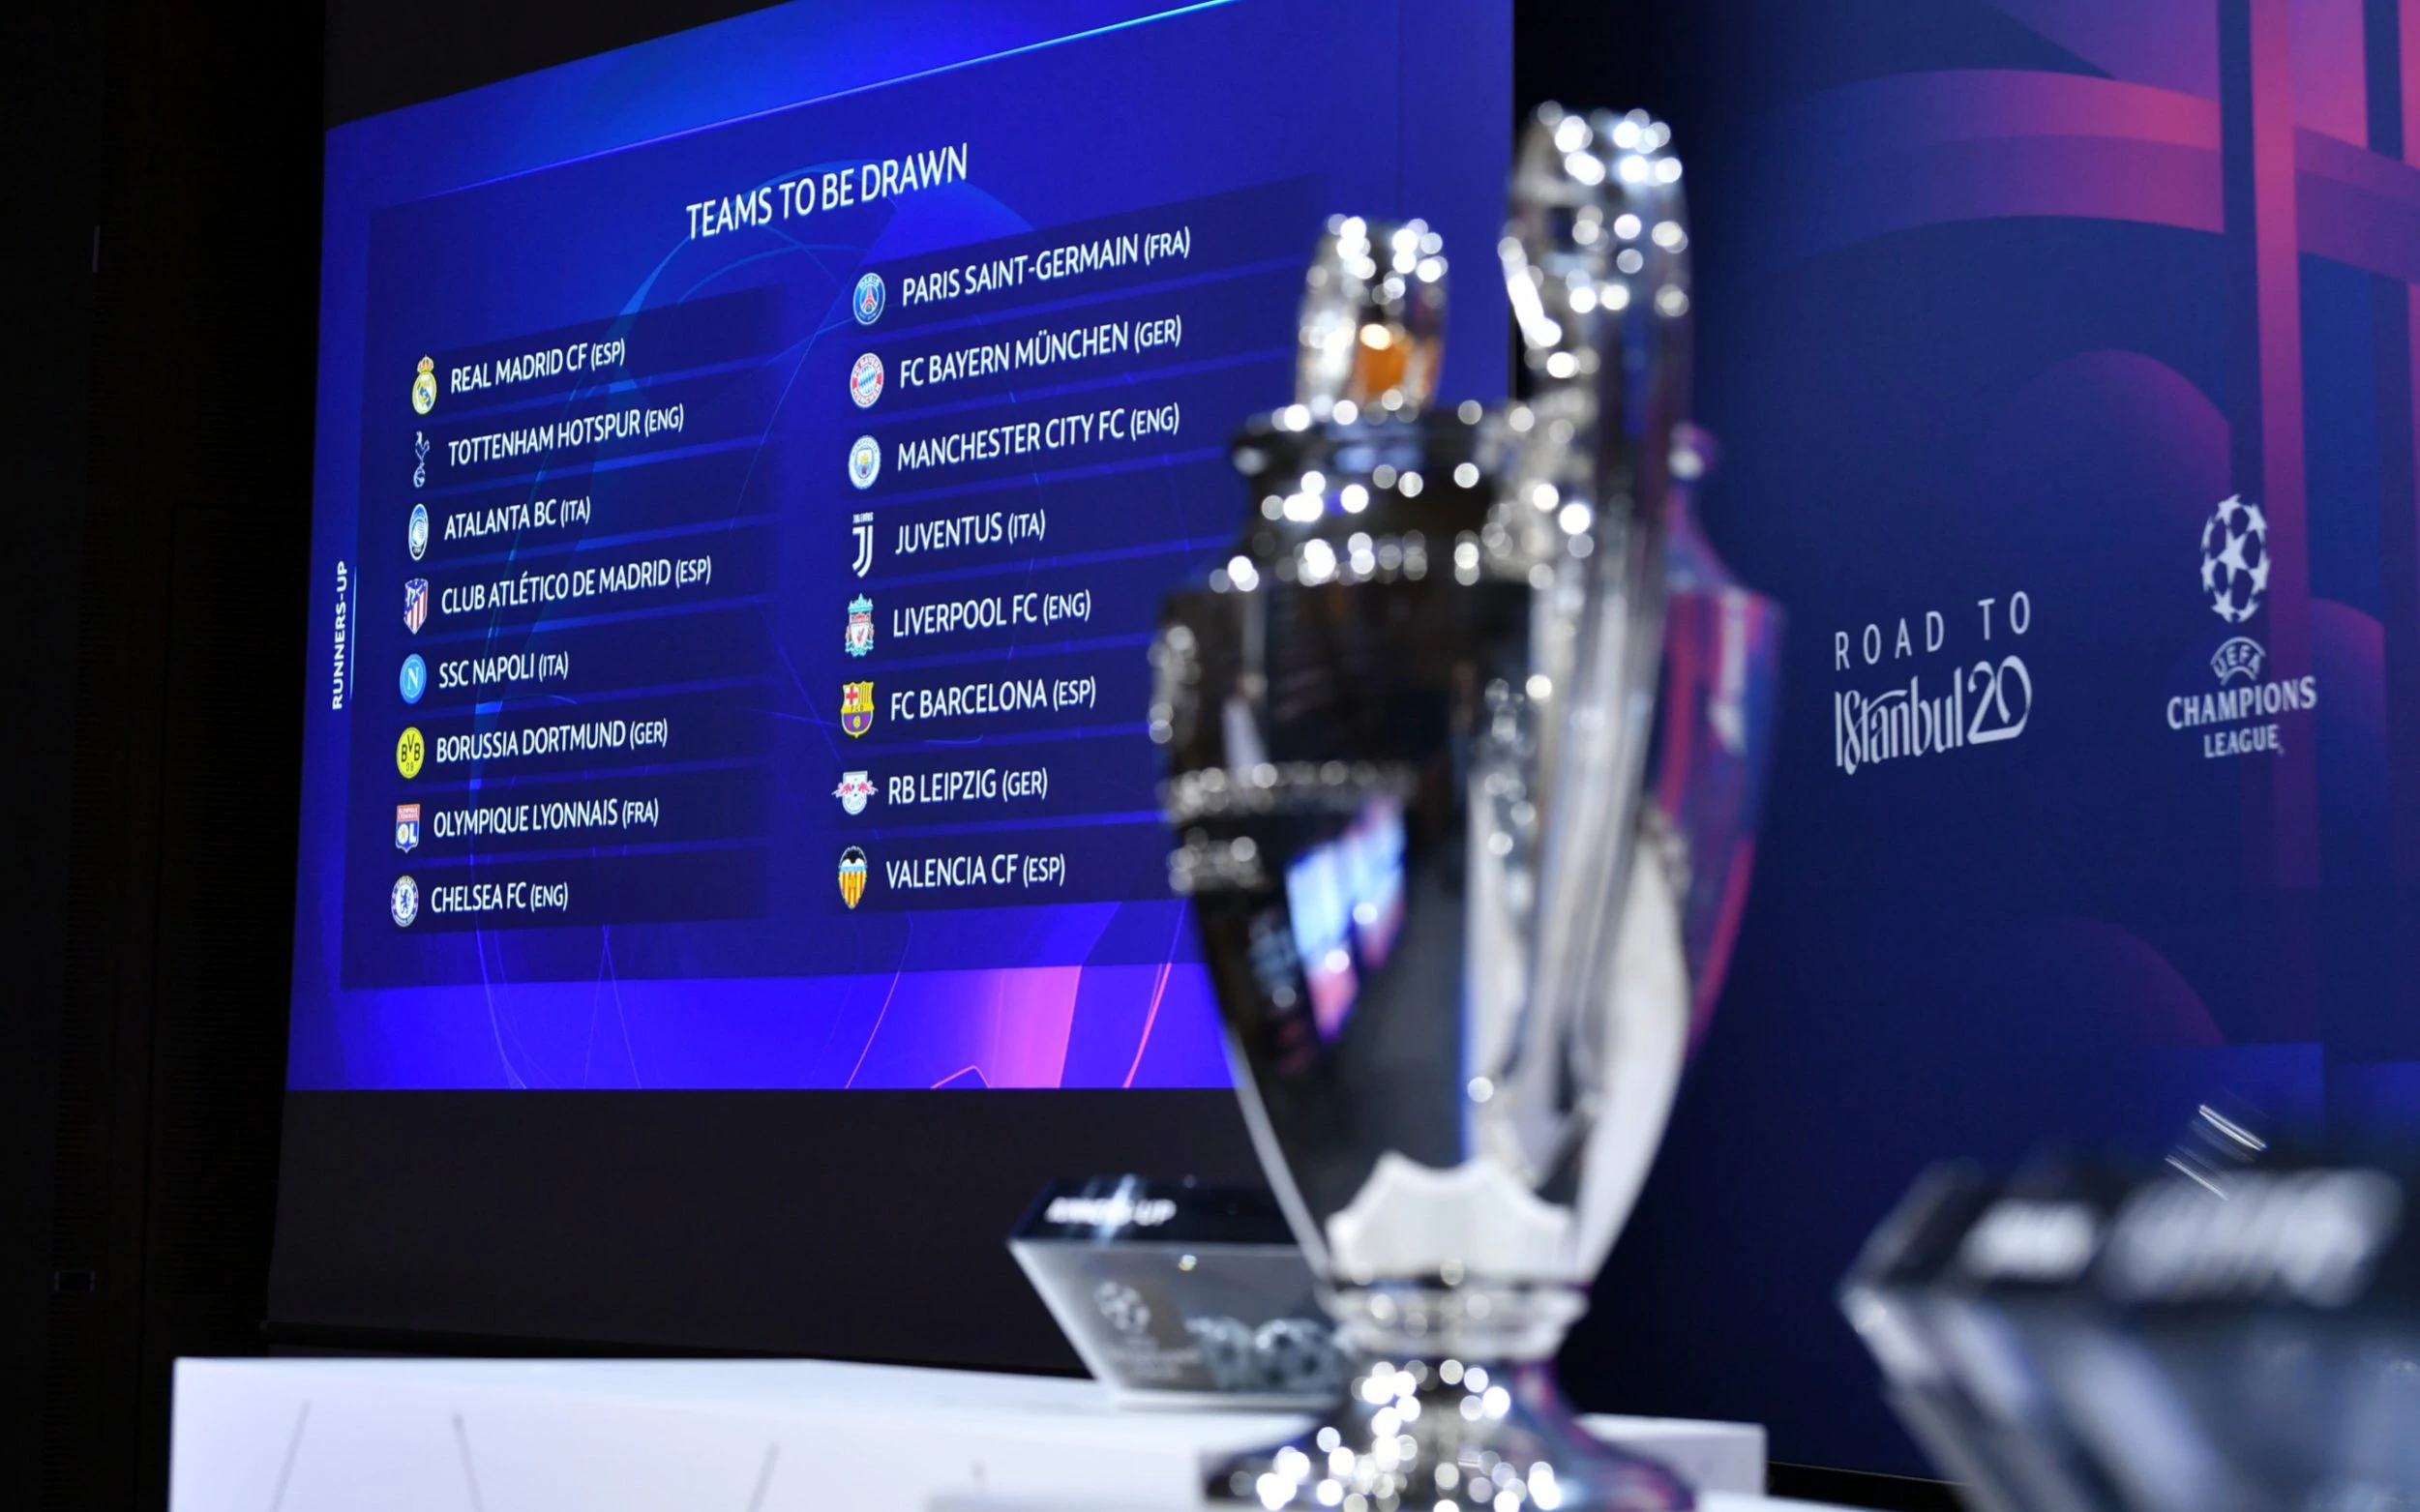 TEAMS TO BE DRAWN
RUNNERS-UP
REAL MADRID CF (ESP)
TOTTENHAM HOTSPUR (ENG)
ATALANTA BC (ITA)
CLUB ATLÉTICO DE MADRID (ESP)
SSC NAPOLI (ITA)
BORUSSIA DORTMUND (GER)
OLYMPIQUE LYONNAIS (FRA)
CHELSEA FC (ENG)
PARIS SAINT-GERMAIN (FRA)
FC BAYERN MÜNCHEN (GER)
MANCHESTER CITY FC (ENG)
JUVENTUS (ITA)
LIVERPOOL FC (ENG)
FC BARCELONA (ESP)
RB LEIPZIG (GER)
VALENCIA CF (ESP)
N
BVB
09
OL
ROAD TO
IStanbul20
UEFA
CHAMPIONS
LEAGUE